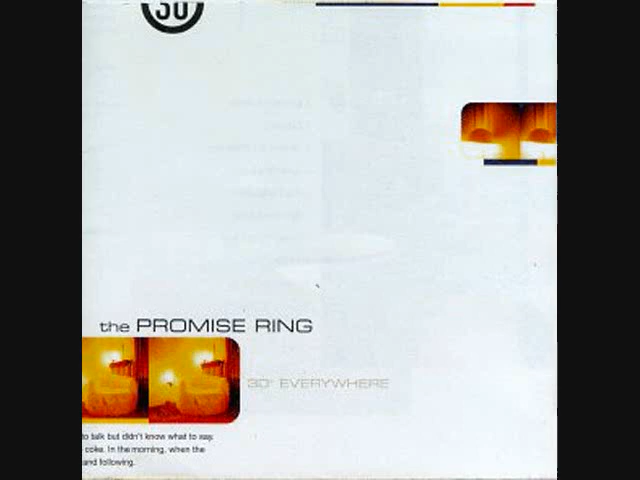 30
the PROMISE RING
30° EVERYWHERE
to talk but didn't know what to say.
coke. In the morning, when the
and following.